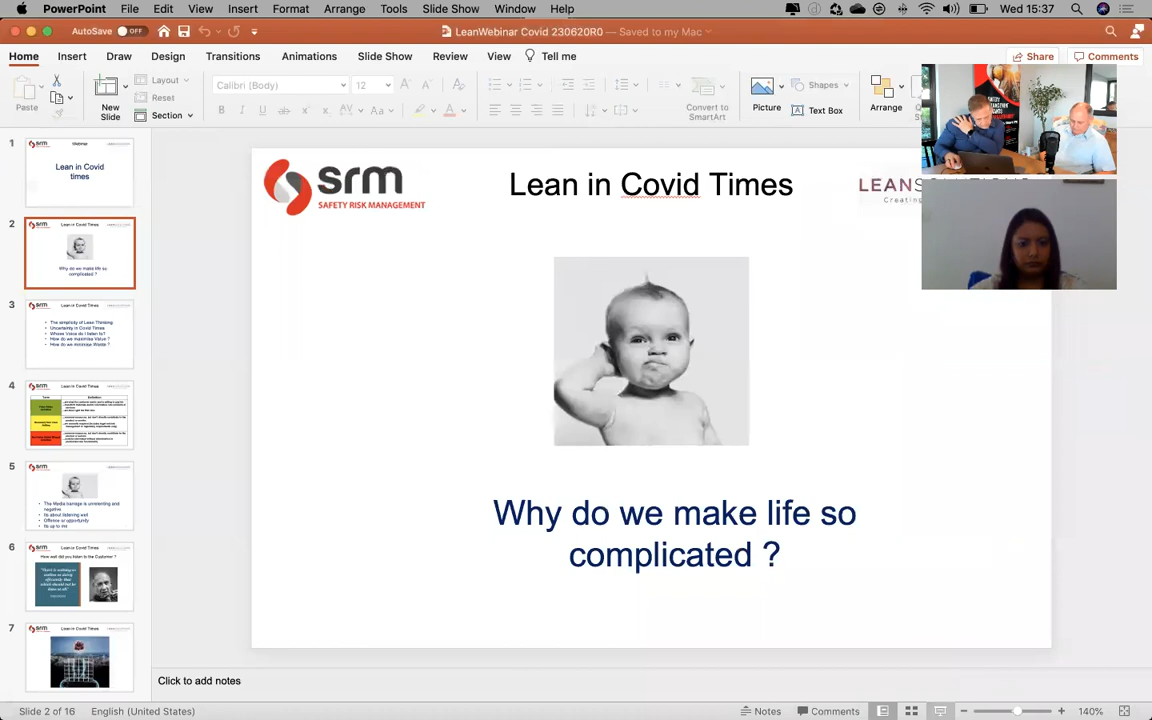 PowerPoint File Edit View Insert Format Arrange Tools Slide Show Window Help Wed 15:37
AutoSave OFF LeanWebinar Covid 230620R0 — Saved to my Mac
Home Insert Draw Design Transitions Animations Slide Show Review View Tell me Share Comments
Paste New Slide Layout Reset Section Calibri (Body) 12 Convert to SmartArt Picture Shapes Text Box Arrange
1
srm Webinar
Lean in Covid
times
2
srm Lean in Covid Times
Why do we make life so
complicated ?
3
srm Lean in Covid Times
• The simplicity of Lean Thinking
• Uncertainty in Covid Times
• Whose Value do I listen to?
• How do we maximise Value ?
• How do we minimise Waste ?
4
srm Lean in Covid Times
5
srm
• The Media barrage is unrelenting and
negative
• Its about listening well
• Offence or opportunity
• Its up to me
6
srm Lean in Covid Times
How well did you listen to the Customer ?
7
srm Lean in Covid Times
srm
SAFETY RISK MANAGEMENT
Lean in Covid Times
LEAN
Creating
Why do we make life so
complicated ?
Click to add notes
Slide 2 of 16 English (United States) Notes Comments 140%